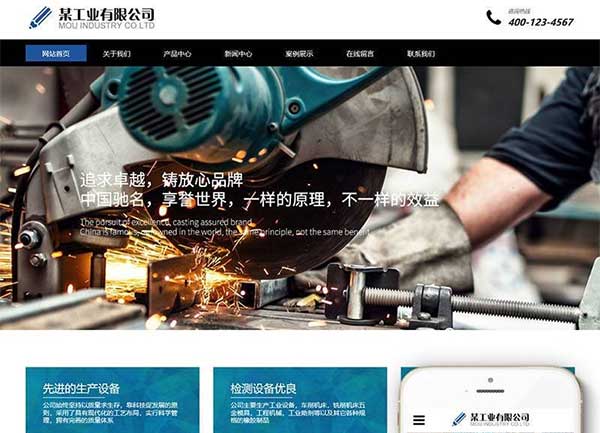 某工业有限公司
MOU INDUSTRY CO LTD
咨询热线
400-123-4567
网站首页 关于我们 产品中心 新闻中心 案例展示 在线留言 联系我们
追求卓越，铸放心品牌
中国驰名，享誉世界，一样的原理，不一样的效益
The pursuit of excellence, casting assured brand
China is famous, renowned in the world, the same principle, not the same benefit
先进的生产设备
公司始终坚持以质量求生存，靠科技促发展的原
则，采用了具有现代化的工艺布局，实行科学管
理，拥有完善的质量体系
检测设备优良
公司主要生产工业设备，车削机床、铣削机床五
金模具，工程机械，工业助剂等以及其它各种规
格的橡胶制品
某工业有限公司
MOU INDUSTRY CO LTD